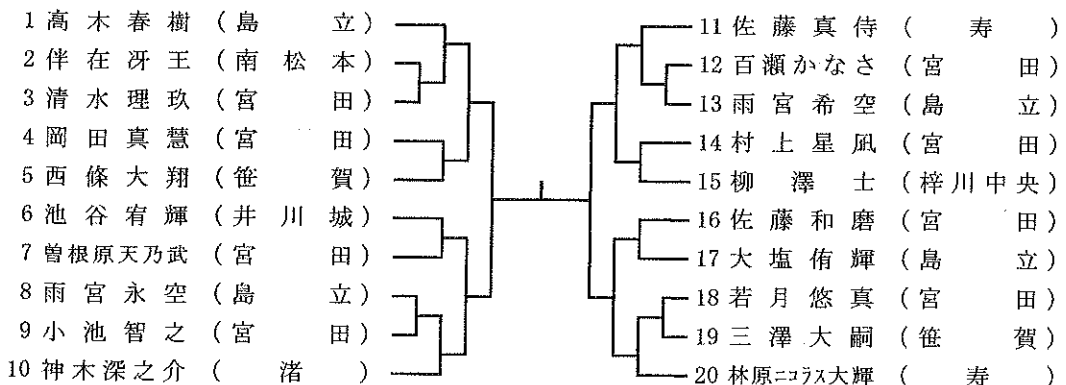 1 高木春樹 (島立)
2 伴在冴王 (南松本)
3 清水理玖 (宮田)
4 岡田真慧 (宮田)
5 西條大翔 (笹賀)
6 池谷宥輝 (井川城)
7 曽根原天乃武 (宮田)
8 雨宮永空 (島立)
9 小池智之 (宮田)
10 神木深之介 (渚)
11 佐藤真侍 (寿)
12 百瀬かなさ (宮田)
13 雨宮希空 (島立)
14 村上星凪 (宮田)
15 柳澤士 (梓川中央)
16 佐藤和磨 (宮田)
17 大塩侑輝 (島立)
18 若月悠真 (宮田)
19 三澤大嗣 (笹賀)
20 林原ニコラス大輝 (寿)